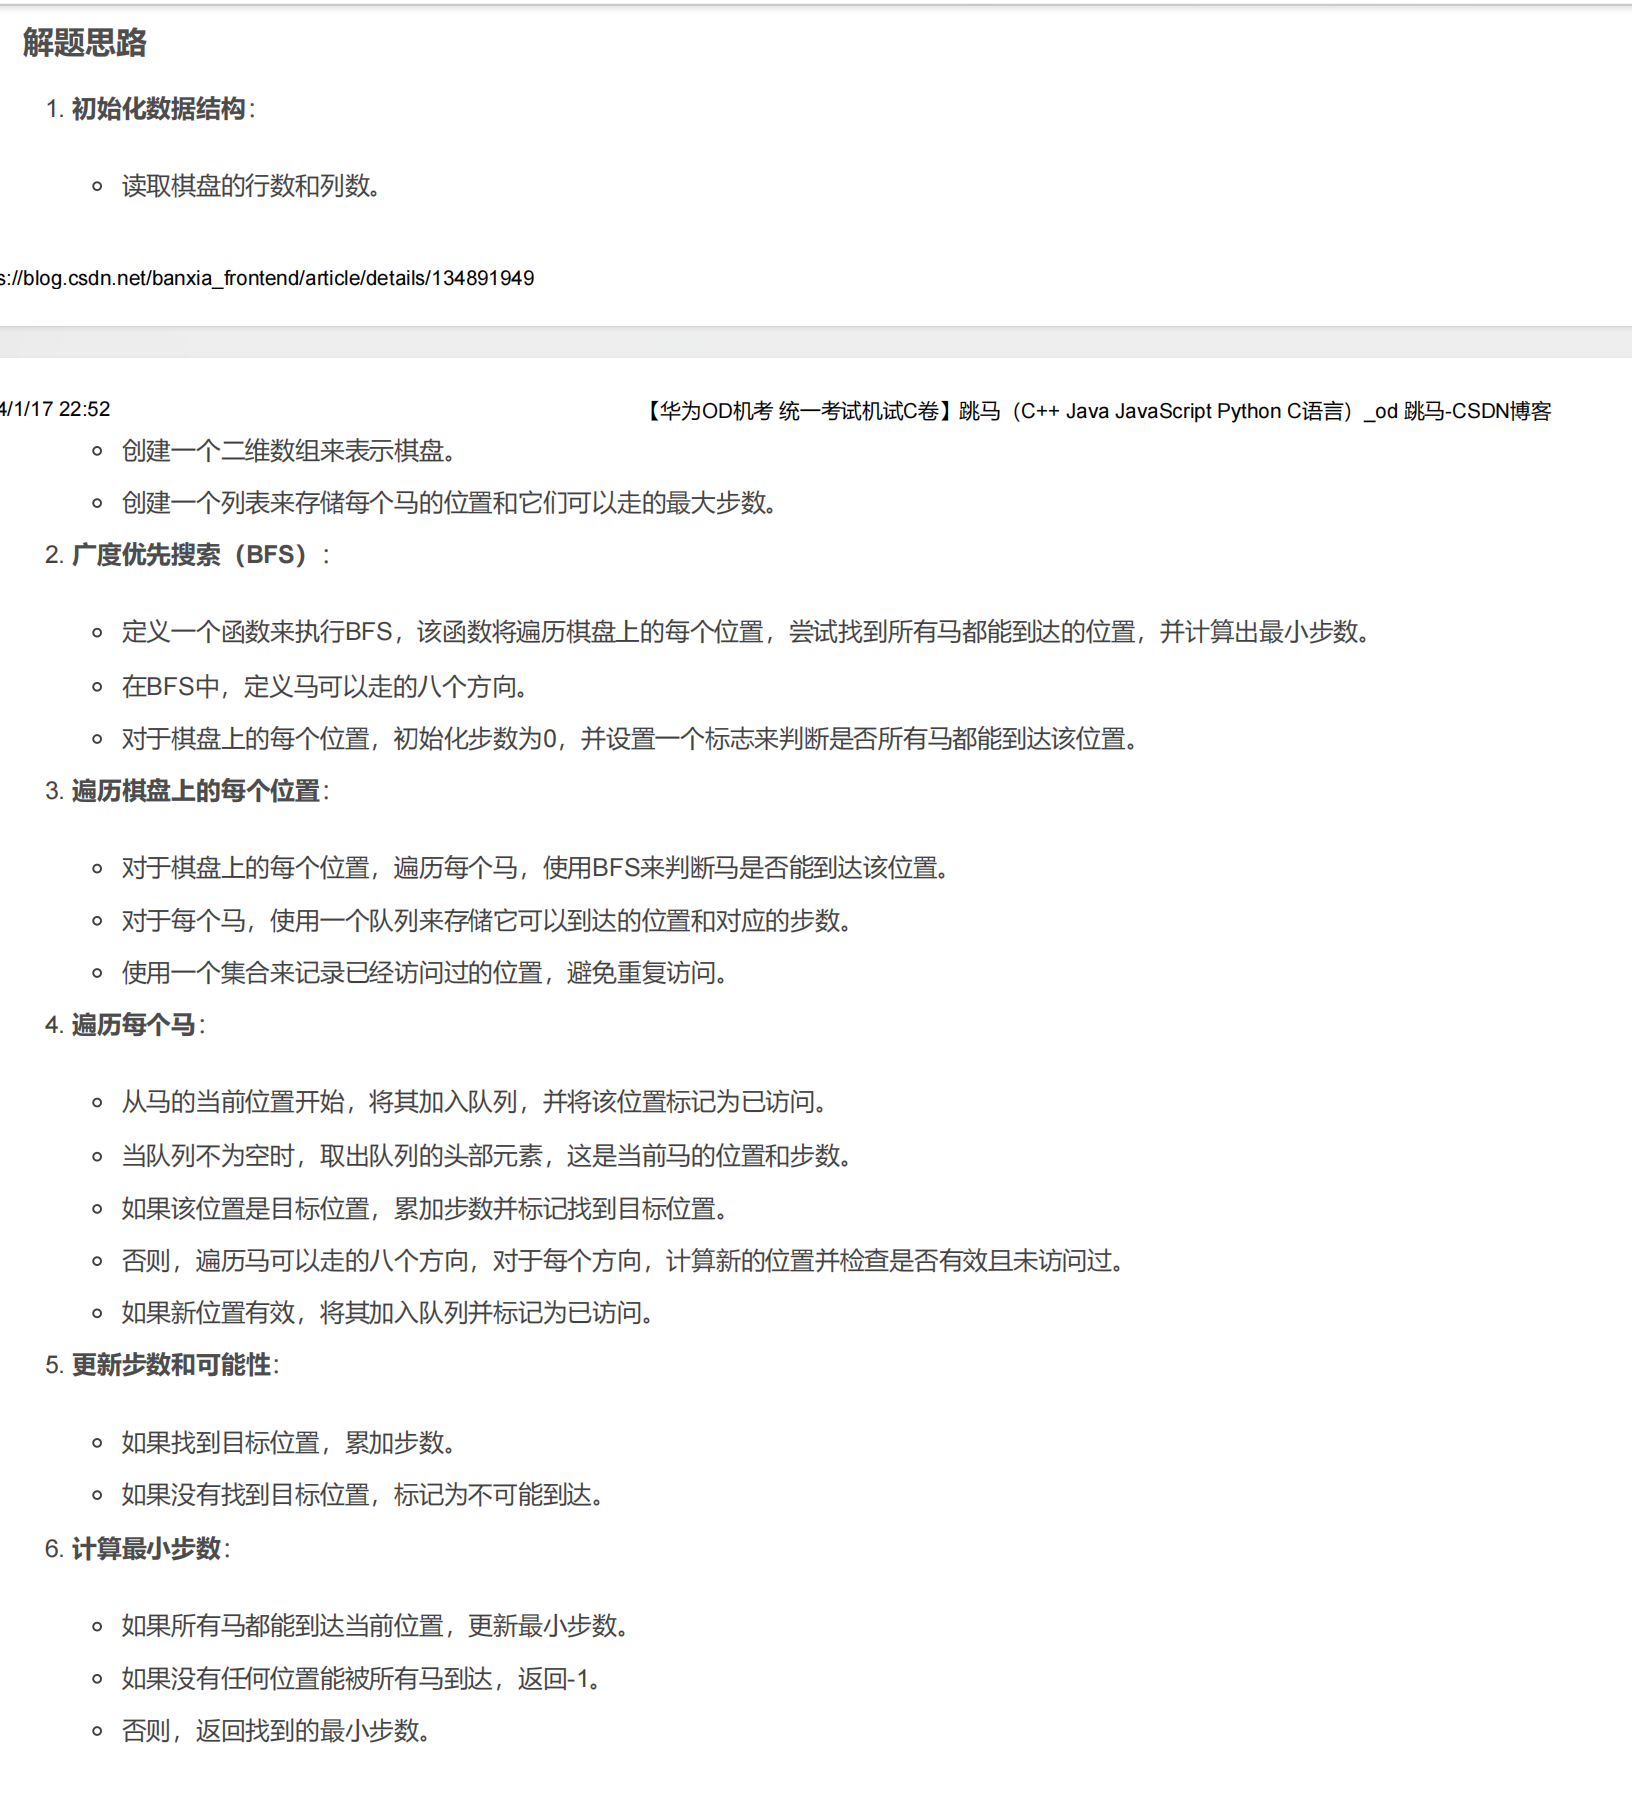 解题思路
1. 初始化数据结构：
读取棋盘的行数和列数。
s://blog.csdn.net/banxia_frontend/article/details/134891949
4/1/17 22:52
【华为OD机考 统一考试机试C卷】跳马（C++ Java JavaScript Python C语言）_od 跳马-CSDN博客
创建一个二维数组来表示棋盘。
创建一个列表来存储每个马的位置和它们可以走的最大步数。
2. 广度优先搜索（BFS）：
定义一个函数来执行BFS，该函数将遍历棋盘上的每个位置，尝试找到所有马都能到达的位置，并计算出最小步数。
在BFS中，定义马可以走的八个方向。
对于棋盘上的每个位置，初始化步数为0，并设置一个标志来判断是否所有马都能到达该位置。
3. 遍历棋盘上的每个位置：
对于棋盘上的每个位置，遍历每个马，使用BFS来判断马是否能到达该位置。
对于每个马，使用一个队列来存储它可以到达的位置和对应的步数。
使用一个集合来记录已经访问过的位置，避免重复访问。
4. 遍历每个马：
从马的当前位置开始，将其加入队列，并将该位置标记为已访问。
当队列不为空时，取出队列的头部元素，这是当前马的位置和步数。
如果该位置是目标位置，累加步数并标记找到目标位置。
否则，遍历马可以走的八个方向，对于每个方向，计算新的位置并检查是否有效且未访问过。
如果新位置有效，将其加入队列并标记为已访问。
5. 更新步数和可能性：
如果找到目标位置，累加步数。
如果没有找到目标位置，标记为不可能到达。
6. 计算最小步数：
如果所有马都能到达当前位置，更新最小步数。
如果没有任何位置能被所有马到达，返回-1。
否则，返回找到的最小步数。